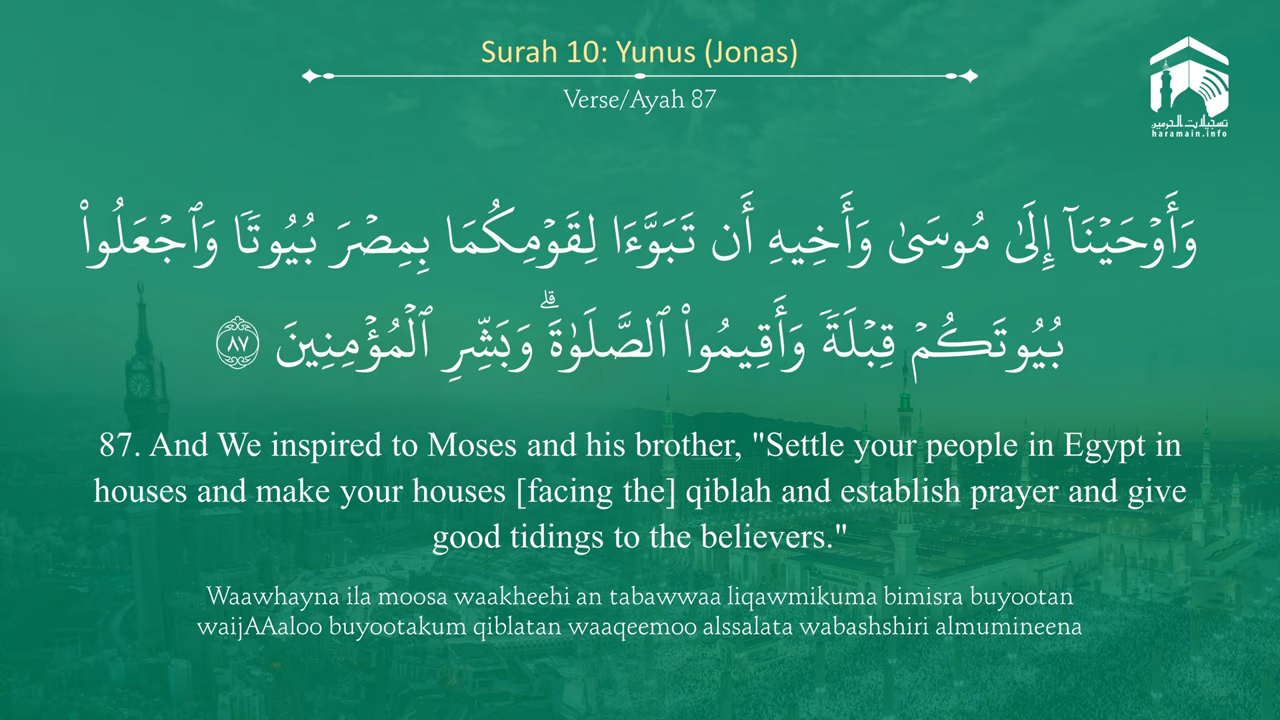 Surah 10: Yunus (Jonas)
Verse/Ayah 87
تسجيلات الحرمين
haramain.info
وَأَوۡحَيۡنَآ إِلَىٰ مُوسَىٰ وَأَخِيهِ أَن تَبَوَّءَا لِقَوۡمِكُمَا بِمِصۡرَ بُيُوتٗا وَٱجۡعَلُواْ
بُيُوتَكُمۡ قِبۡلَةٗ وَأَقِيمُواْ ٱلصَّلَوٰةَۗ وَبَشِّرِ ٱلۡمُؤۡمِنِينَ ٨٧
87. And We inspired to Moses and his brother, "Settle your people in Egypt in
houses and make your houses [facing the] qiblah and establish prayer and give
good tidings to the believers."
Waawhayna ila moosa waakheehi an tabawwaa liqawmikuma bimisra buyootan
waijAAaloo buyootakum qiblatan waaqeemoo alssalata wabashshiri almumineena